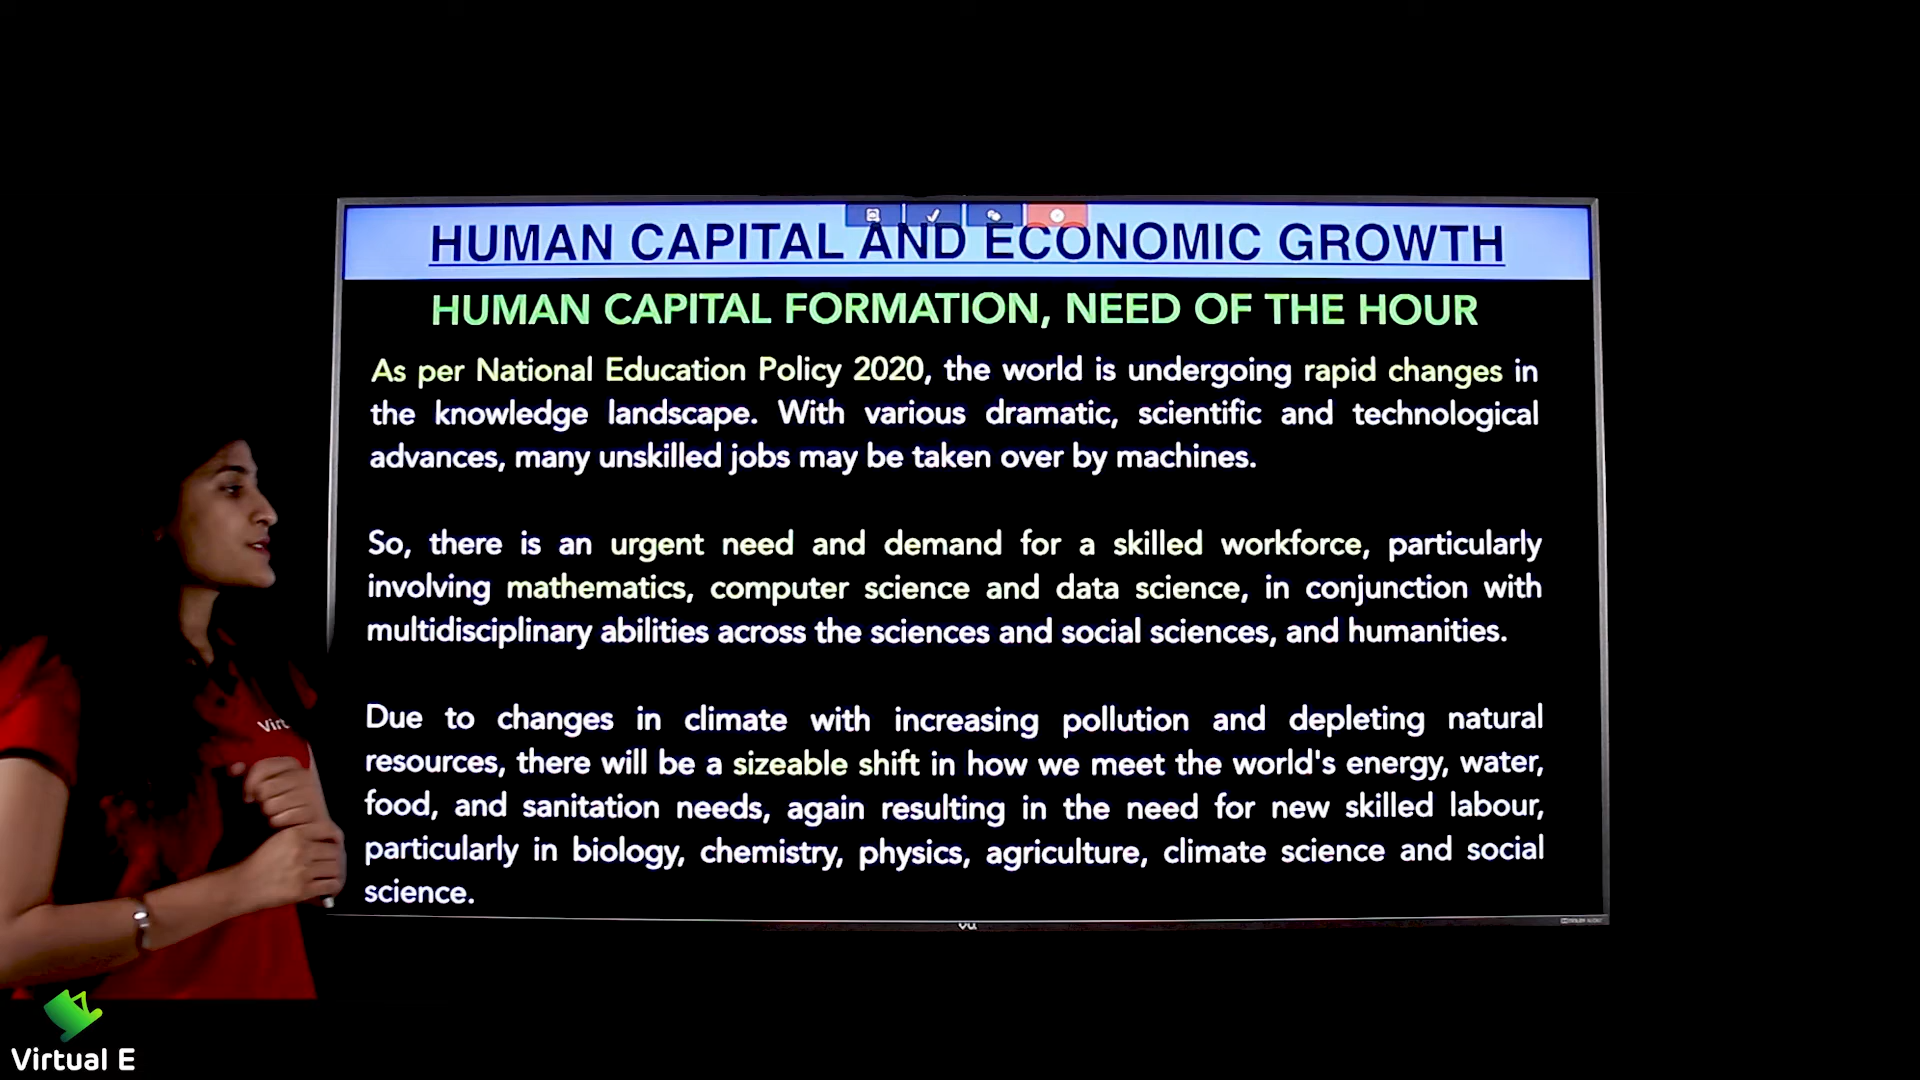 HUMAN CAPITAL AND ECONOMIC GROWTH
HUMAN CAPITAL FORMATION, NEED OF THE HOUR
As per National Education Policy 2020, the world is undergoing rapid changes in
the knowledge landscape. With various dramatic, scientific and technological
advances, many unskilled jobs may be taken over by machines.
So, there is an urgent need and demand for a skilled workforce, particularly
involving mathematics, computer science and data science, in conjunction with
multidisciplinary abilities across the sciences and social sciences, and humanities.
Due to changes in climate with increasing pollution and depleting natural
resources, there will be a sizeable shift in how we meet the world's energy, water,
food, and sanitation needs, again resulting in the need for new skilled labour,
particularly in biology, chemistry, physics, agriculture, climate science and social
science.
Virt
Virtual E